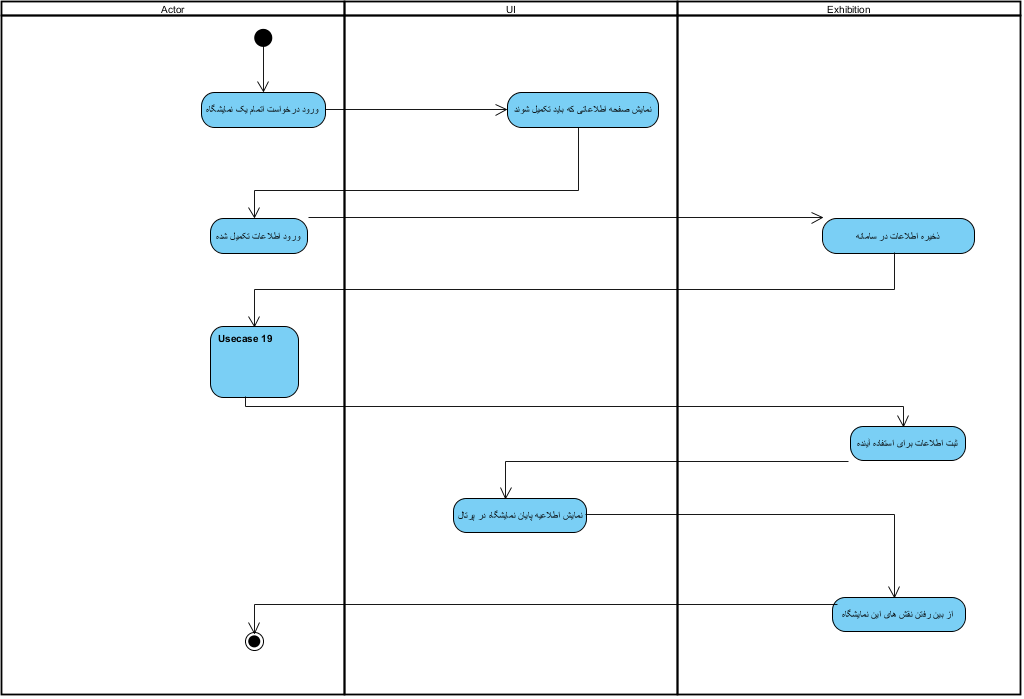 Actor
UI
Exhibition
ورود درخواست اتمام یک نمایشگاه
نمایش صفحه اطلاعاتی که باید تکمیل شوند
ورود اطلاعات تکمیل شده
ذخیره اطلاعات در سامانه
Usecase 19
ثبت اطلاعات برای استفاده آینده
نمایش اطلاعیه پایان نمایشگاه در پرتال
از بین رفتن نقش های این نمایشگاه